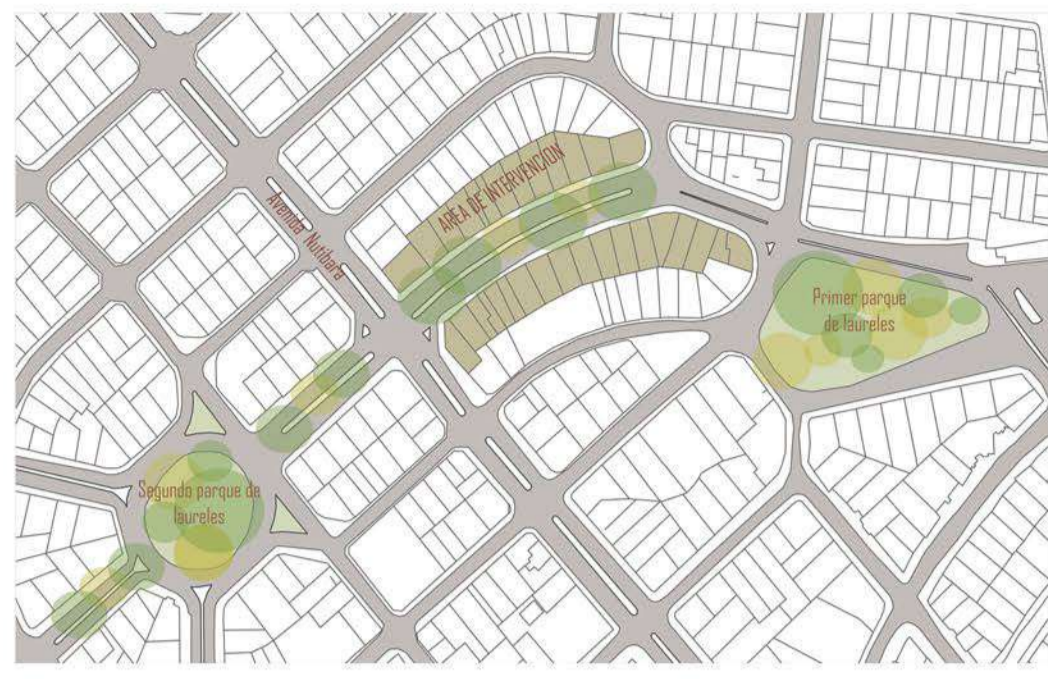 AREA DE INTERVENCION
Avenida Nutibara
Primer parque
de laureles
Segundo parque de
laureles